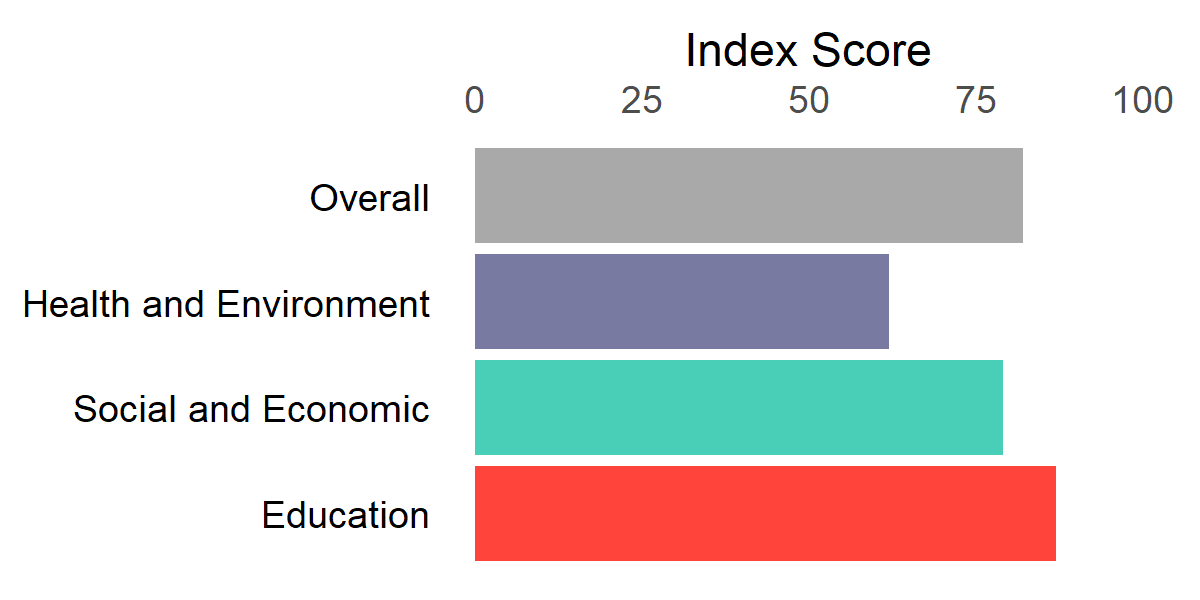 Index Score
0 25 50 75 100
Overall
Health and Environment
Social and Economic
Education